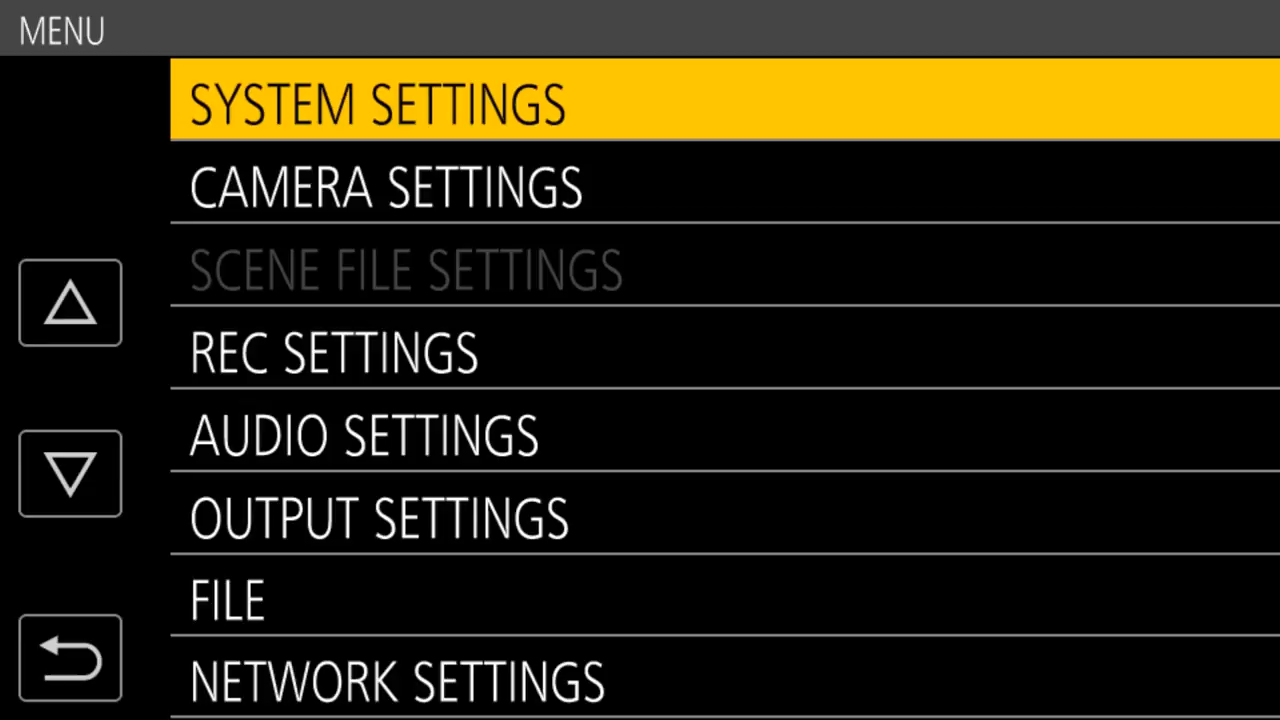 MENU
SYSTEM SETTINGS
CAMERA SETTINGS
SCENE FILE SETTINGS
REC SETTINGS
AUDIO SETTINGS
OUTPUT SETTINGS
FILE
NETWORK SETTINGS